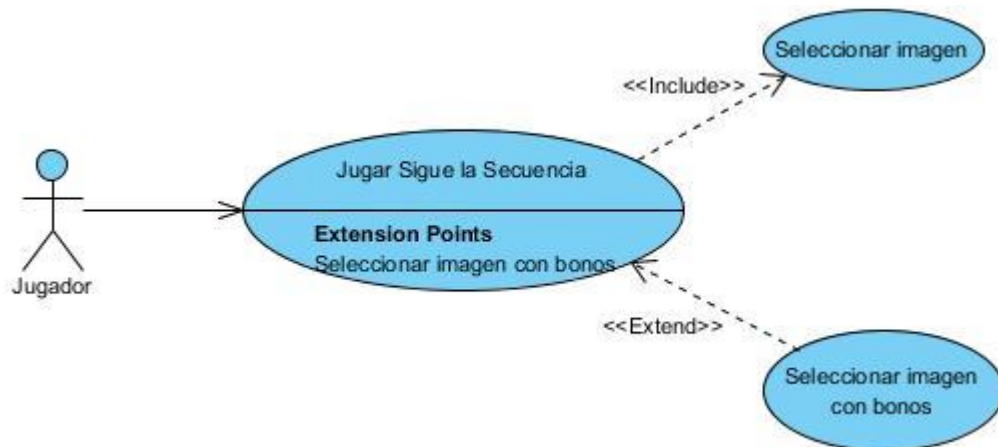 Seleccionar imagen
<<Include>>
Jugar Sigue la Secuencia
Extension Points
Seleccionar imagen con bonos
Jugador
<<Extend>>
Seleccionar imagen
con bonos